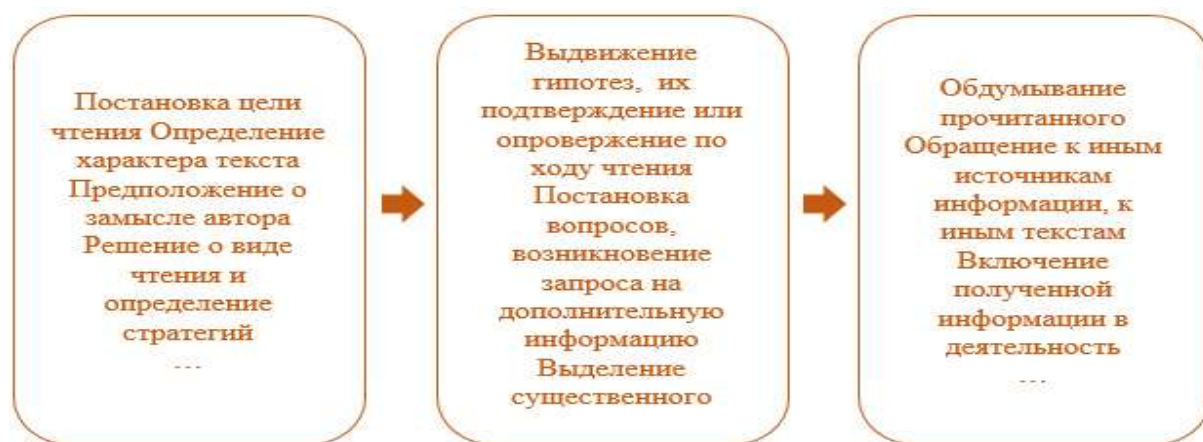 Постановка цели
чтения Определение
характера текста
Предположение о
замысле автора
Решение о виде
чтения и
определение
стратегий
...
Выдвижение
гипотез, их
подтверждение или
опровержение по
ходу чтения
Постановка
вопросов,
возникновение
запроса на
дополнительную
информацию
Выделение
существенного
Обдумывание
прочитанного
Обращение к иным
источникам
информации, к
иным текстам
Включение
полученной
информации в
деятельность
...